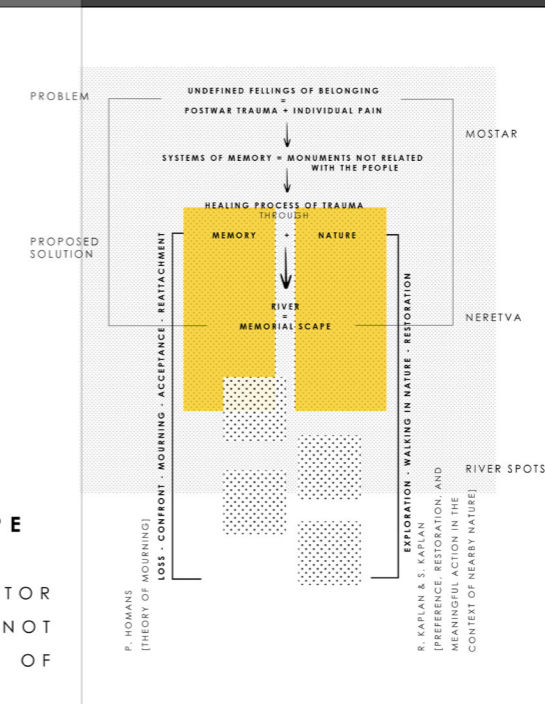 PROBLEM
UNDEFINED FELLINGS OF BELONGING
=
POSTWAR TRAUMA + INDIVIDUAL PAIN
MOSTAR
SYSTEMS OF MEMORY = MONUMENTS NOT RELATED
WITH THE PEOPLE
HEALING PROCESS OF TRAUMA
THROUGH
PROPOSED
SOLUTION
MEMORY + NATURE
RIVER
=
MEMORIAL SCAPE
NERETVA
RIVER SPOTS
LOSS - CONFRONT - MOURNING - ACCEPTANCE - REATTACHMENT
EXPLORATION - WALKING IN NATURE - RESTORATION
P. HOMANS
[THEORY OF MOURNING]
R. KAPLAN & S. KAPLAN
[PREFERENCE, RESTORATION, AND
MEANINGFUL ACTION IN THE
CONTEXT OF NEARBY NATURE]
PE
TOR
NOT
OF